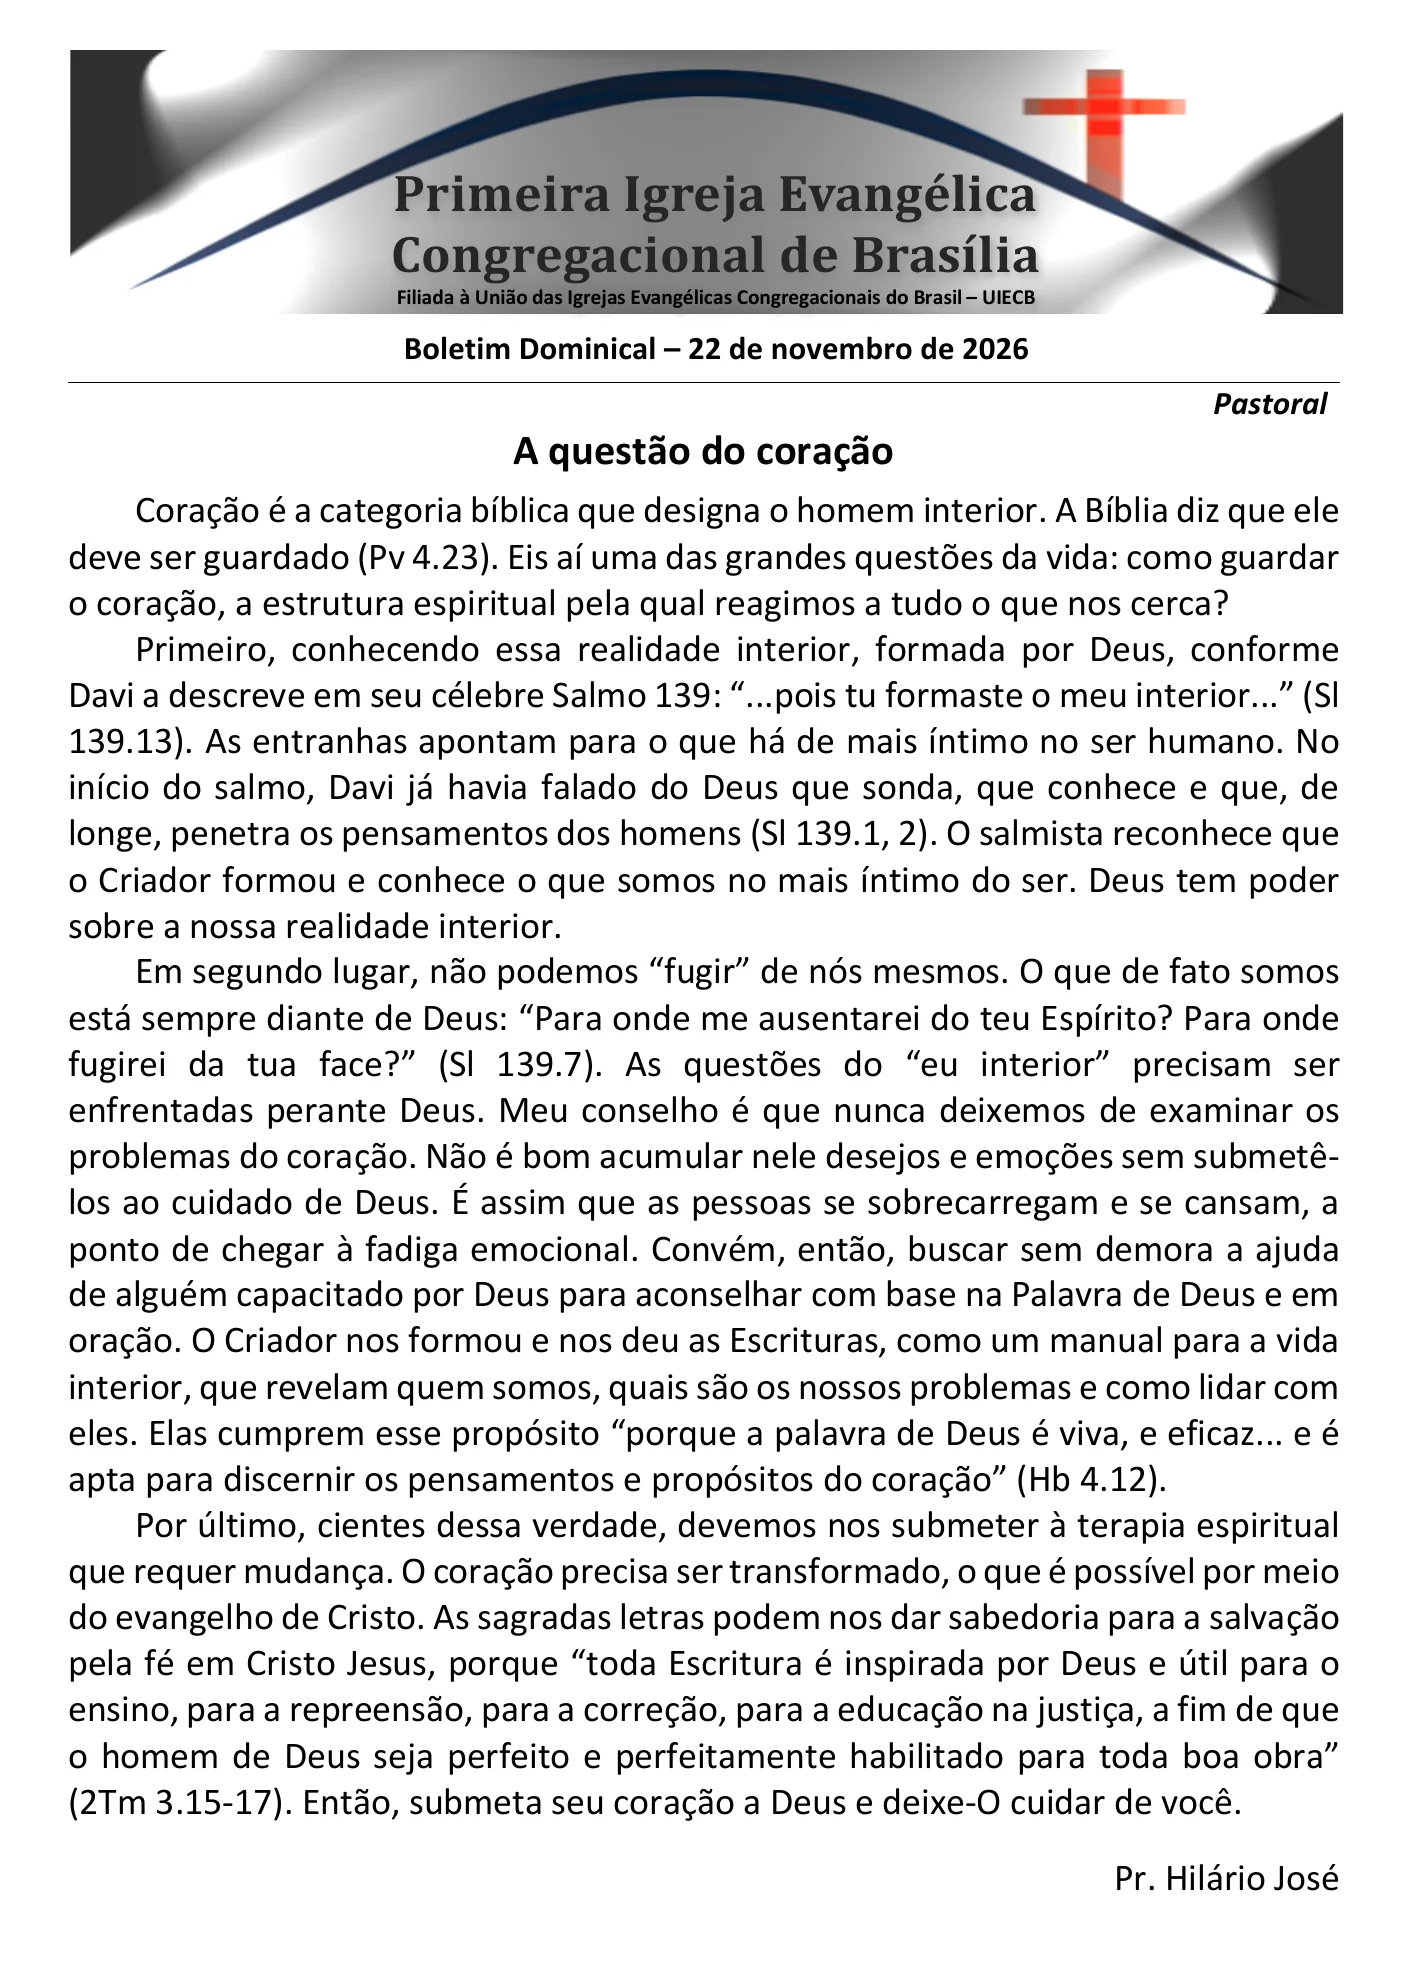 Primeira Igreja Evangélica
Congregacional de Brasília
Filiada à União das Igrejas Evangélicas Congregacionais do Brasil – UIECB
Boletim Dominical – 22 de novembro de 2026
Pastoral
A questão do coração
Coração é a categoria bíblica que designa o homem interior. A Bíblia diz que ele
deve ser guardado (Pv 4.23). Eis aí uma das grandes questões da vida: como guardar
o coração, a estrutura espiritual pela qual reagimos a tudo o que nos cerca?
Primeiro, conhecendo essa realidade interior, formada por Deus, conforme
Davi a descreve em seu célebre Salmo 139: “...pois tu formaste o meu interior...” (Sl
139.13). As entranhas apontam para o que há de mais íntimo no ser humano. No
início do salmo, Davi já havia falado do Deus que sonda, que conhece e que, de
longe, penetra os pensamentos dos homens (Sl 139.1, 2). O salmista reconhece que
o Criador formou e conhece o que somos no mais íntimo do ser. Deus tem poder
sobre a nossa realidade interior.
Em segundo lugar, não podemos “fugir” de nós mesmos. O que de fato somos
está sempre diante de Deus: “Para onde me ausentarei do teu Espírito? Para onde
fugirei da tua face?” (Sl 139.7). As questões do “eu interior” precisam ser
enfrentadas perante Deus. Meu conselho é que nunca deixemos de examinar os
problemas do coração. Não é bom acumular nele desejos e emoções sem submetê-
los ao cuidado de Deus. É assim que as pessoas se sobrecarregam e se cansam, a
ponto de chegar à fadiga emocional. Convém, então, buscar sem demora a ajuda
de alguém capacitado por Deus para aconselhar com base na Palavra de Deus e em
oração. O Criador nos formou e nos deu as Escrituras, como um manual para a vida
interior, que revelam quem somos, quais são os nossos problemas e como lidar com
eles. Elas cumprem esse propósito “porque a palavra de Deus é viva, e eficaz... e é
apta para discernir os pensamentos e propósitos do coração” (Hb 4.12).
Por último, cientes dessa verdade, devemos nos submeter à terapia espiritual
que requer mudança. O coração precisa ser transformado, o que é possível por meio
do evangelho de Cristo. As sagradas letras podem nos dar sabedoria para a salvação
pela fé em Cristo Jesus, porque “toda Escritura é inspirada por Deus e útil para o
ensino, para a repreensão, para a correção, para a educação na justiça, a fim de que
o homem de Deus seja perfeito e perfeitamente habilitado para toda boa obra”
(2Tm 3.15-17). Então, submeta seu coração a Deus e deixe-O cuidar de você.
Pr. Hilário José